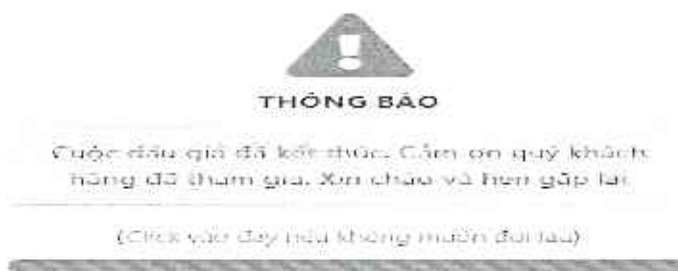 THÔNG BÁO
Cuộc đấu giá đã kết thúc. Cảm ơn quý khách
hàng đã tham gia. Xin chào và hẹn gặp lại
(Click vào đây nếu không muốn đợi lâu)